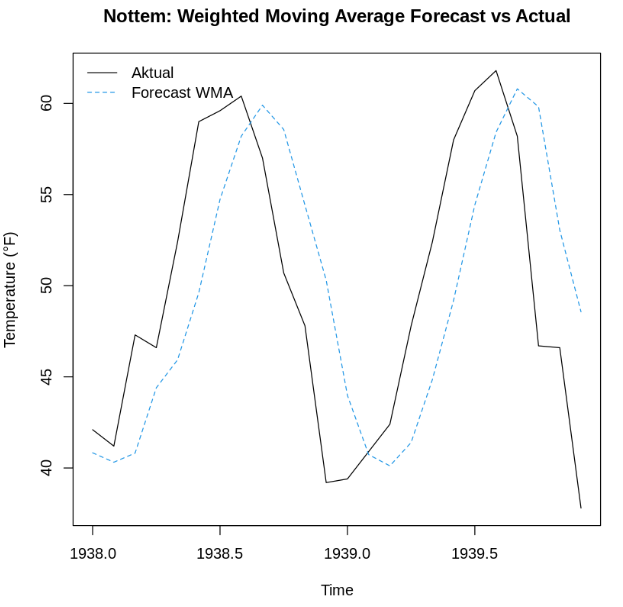 Nottem: Weighted Moving Average Forecast vs Actual
Aktual
Forecast WMA
60
55
50
45
40
Temperature (°F)
1938.0 1938.5 1939.0 1939.5
Time